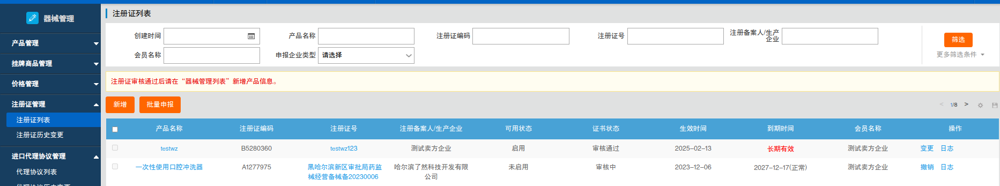 器械管理
产品管理
挂牌商品管理
价格管理
注册证管理
注册证列表
注册证历史变更
进口代理协议管理
代理协议列表
代理协议历史变更
注册证列表
创建时间 产品名称 注册证编码 注册证号 注册备案人/生产
企业
筛选
会员名称 申报企业类型 请选择 更多筛选条件
注册证审核通过后请在“器械管理列表”新增产品信息。
新增 批量申报 < 1/8 >
产品名称 注册证编码 注册证号 注册备案人/生产企业 可用状态 证书状态 生效时间 到期时间 会员名称 操作
testwz B5280360 testwz123 测试卖方企业 启用 审核通过 2025-02-13 长期有效 测试卖方企业 变更 日志
一次性使用口腔冲洗器 A1277975 黑哈尔滨新区审批局药监 哈尔滨了然科技开发有限 未启用 审核中 2023-12-06 2027-12-17(正常) 测试卖方企业 撤销 日志
械经营备械备20230006 公司